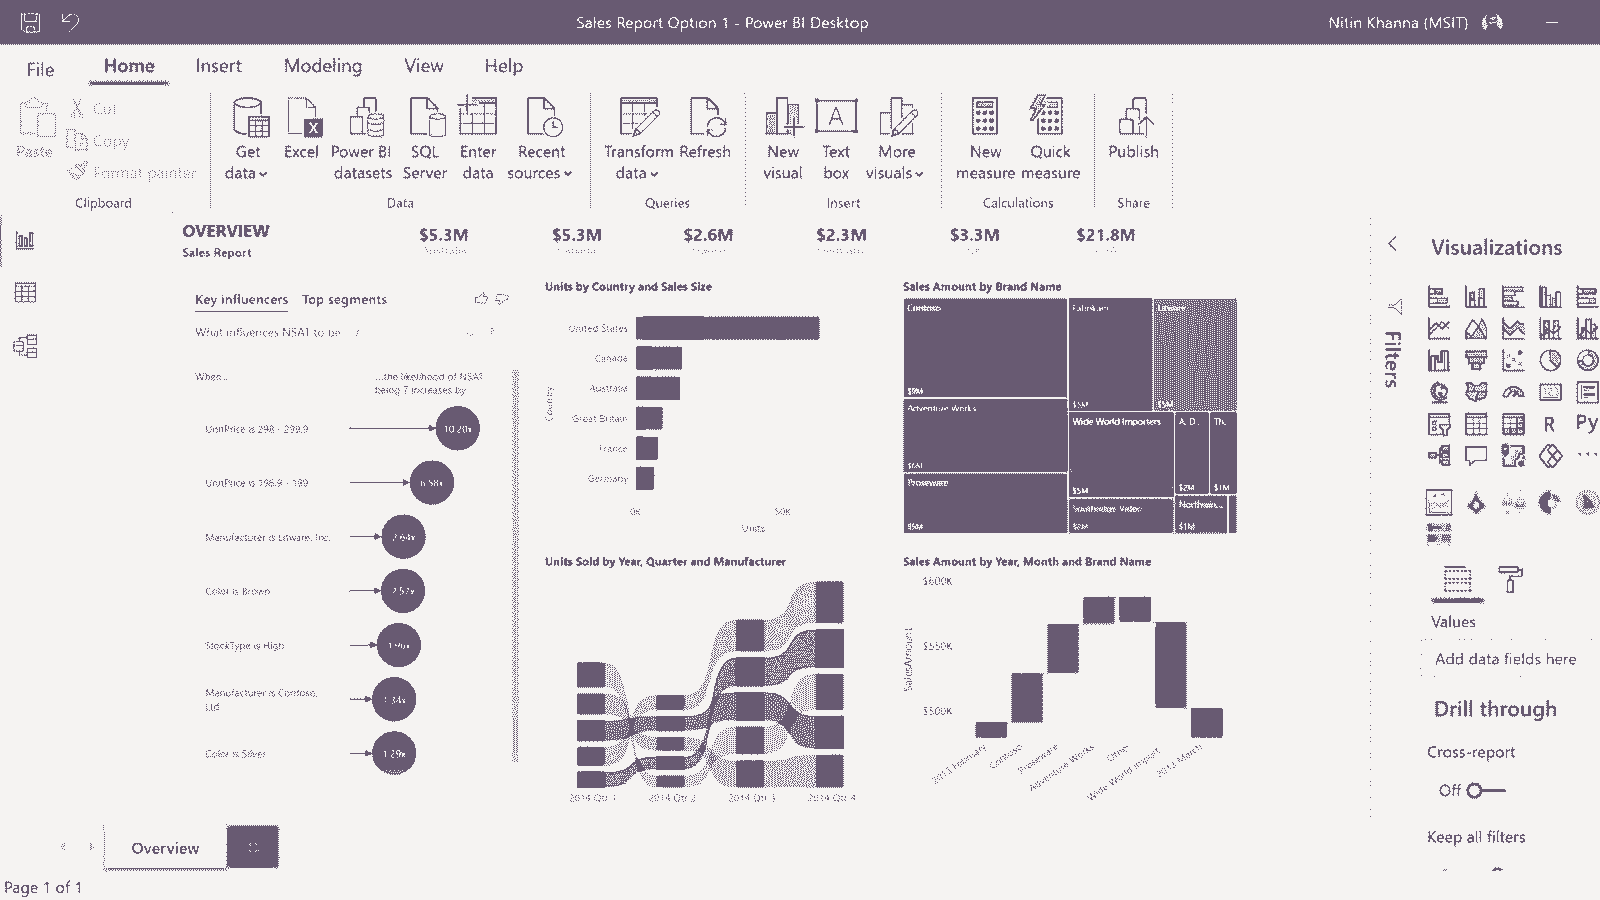 Sales Report Option 1 - Power BI Desktop
Nitin Khanna (MSIT)
File
Home
Insert
Modeling
View
Help
Paste
Cut
Copy
Format painter
Clipboard
Get data
Excel
Power BI datasets
SQL Server
Enter data
Recent sources
Data
Transform data
Refresh
Queries
New visual
Text box
More visuals
Insert
New measure
Quick measure
Calculations
Publish
Share
OVERVIEW
Sales Report
$5.3M
$5.3M
$2.6M
$2.3M
$3.3M
$21.8M
Key influencers
Top segments
What influences NSAT to be 7
?
When...
...the likelihood of NSAT being 7 increases by
UnitPrice is 298 - 299.9
10.20x
UnitPrice is 196.9 - 199
6.58x
Manufacturer is Litware, Inc.
2.64x
Color is Brown
2.57x
StockType is High
1.96x
Manufacturer is Contoso, Ltd
1.34x
Color is Silver
1.29x
Units by Country and Sales Size
Country
United States
Canada
Australia
Great Britain
France
Germany
0K
50K
Units
Sales Amount by Brand Name
Contoso
$9M
Adventure Works
Proseware
$5M
Fabrikam
$5M
Litware
$5M
Wide World Importers
$5M
Southridge Video
$2M
A. D...
$2M
Th...
$1M
Northwin...
$1M
Units Sold by Year, Quarter and Manufacturer
2014 Qtr 1
2014 Qtr 2
2014 Qtr 3
2014 Qtr 4
Sales Amount by Year, Month and Brand Name
SalesAmount
$600K
$550K
$500K
2013 February
Contoso
Proseware
Adventure Works
Other
Wide World Import...
2013 March
Filters
Visualizations
R
Py
Values
Add data fields here
Drill through
Cross-report
Off
Keep all filters
Overview
Page 1 of 1